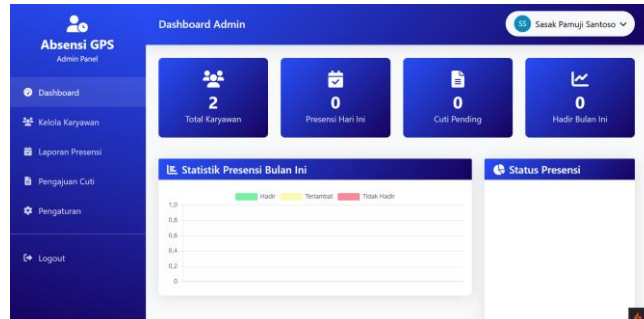 Absensi GPS
Admin Panel
Dashboard
Kelola Karyawan
Laporan Presensi
Pengajuan Cuti
Pengaturan
Logout
Dashboard Admin
SS Sasak Pamuji Santoso
2
Total Karyawan
0
Presensi Hari Ini
0
Cuti Pending
0
Hadir Bulan Ini
Statistik Presensi Bulan Ini
Hadir Terlambat Tidak Hadir
1,0
0,8
0,6
0,4
0,2
0
Status Presensi